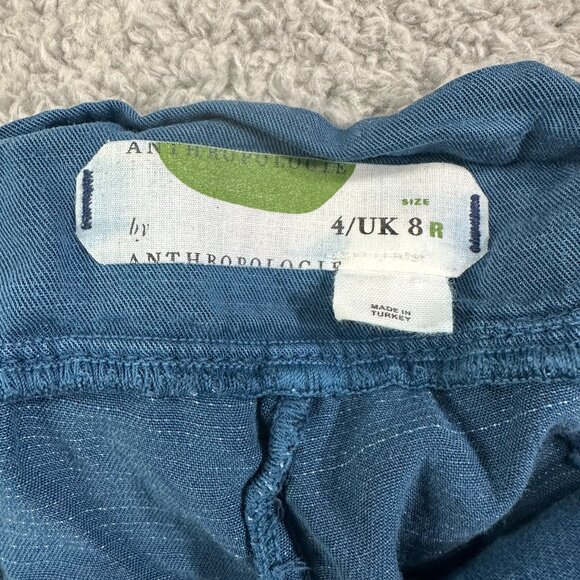 ANTHROPOLOGIE
SIZE
by 4/UK 8 R
ANTHROPOLOGIE
MADE IN
TURKEY